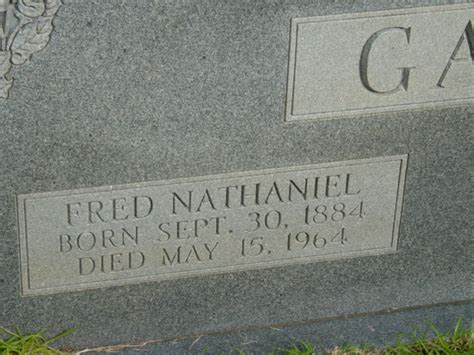 GA
FRED NATHANIEL
BORN SEPT. 30, 1884
DIED MAY 15, 1964